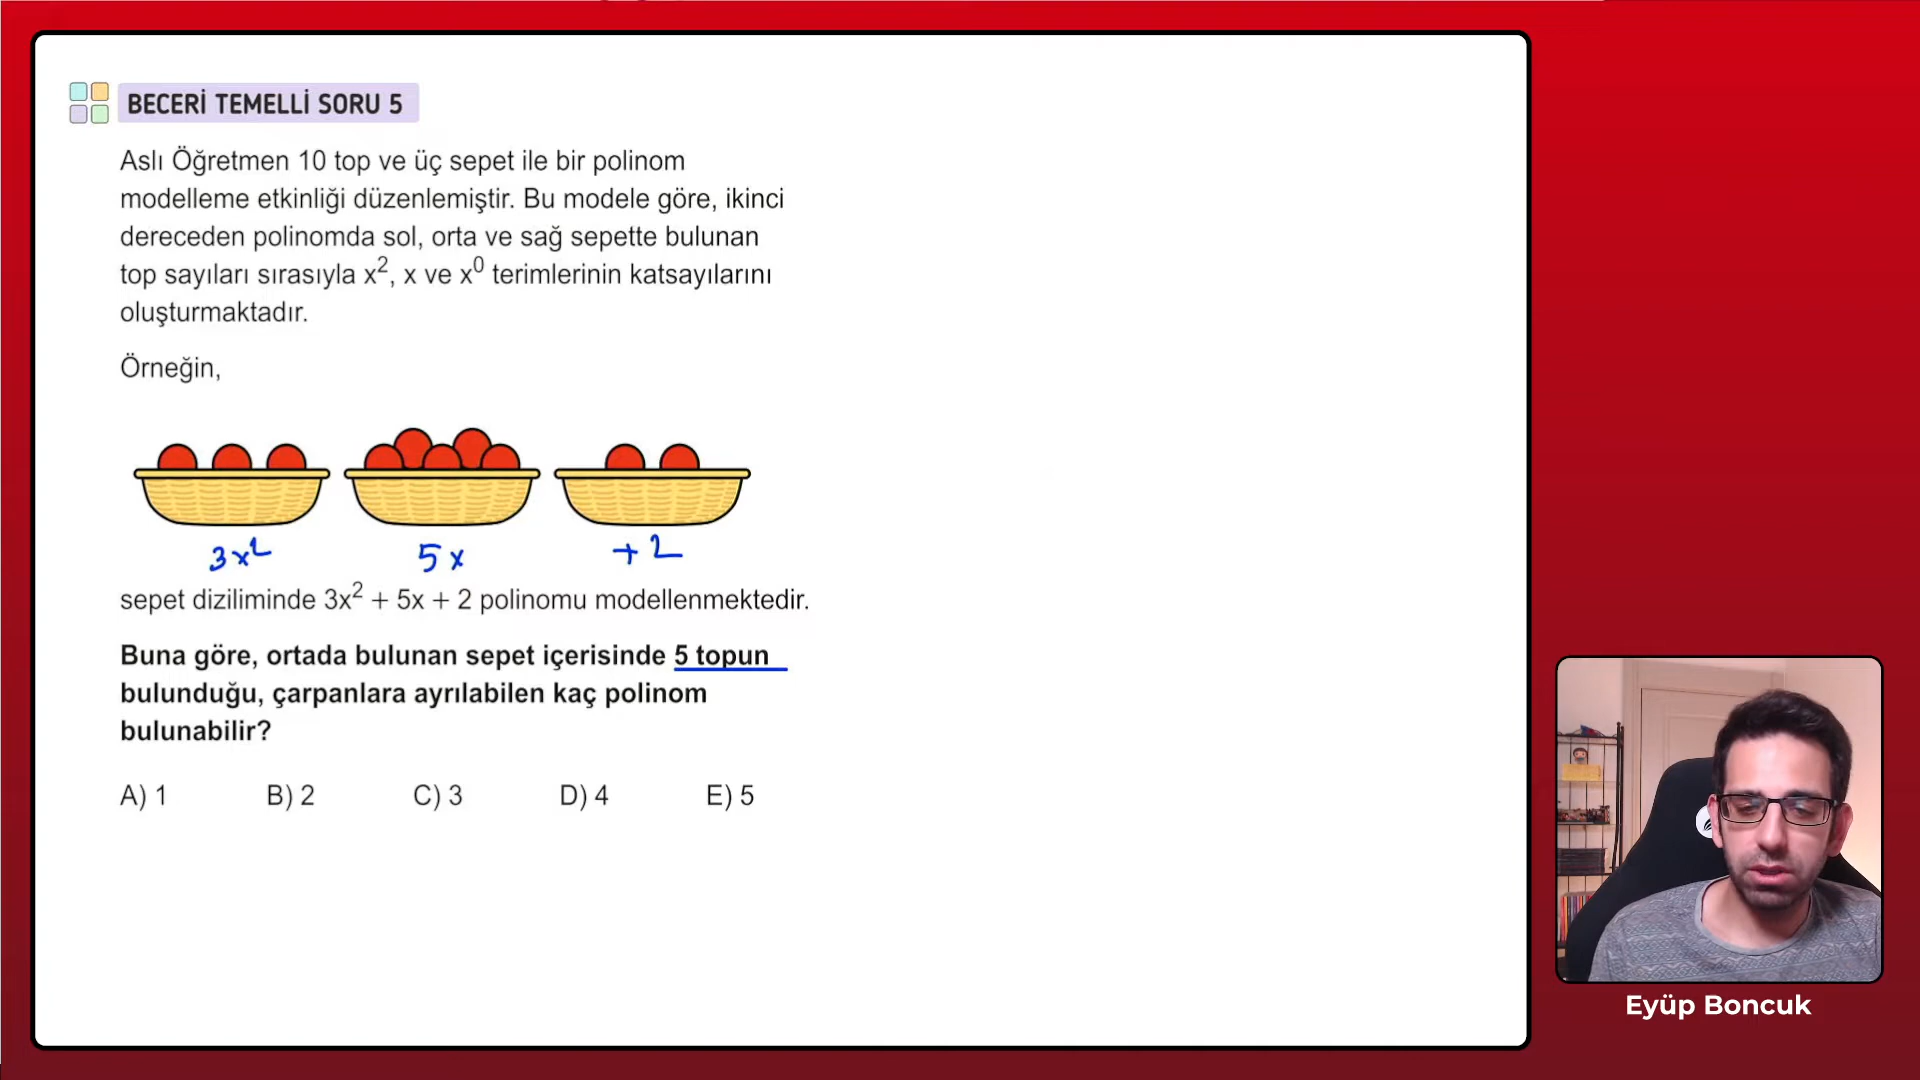 BECERİ TEMELLİ SORU 5
Aslı Öğretmen 10 top ve üç sepet ile bir polinom
modelleme etkinliği düzenlemiştir. Bu modele göre, ikinci
dereceden polinomda sol, orta ve sağ sepette bulunan
top sayıları sırasıyla x², x ve x⁰ terimlerinin katsayılarını
oluşturmaktadır.
Örneğin,
3x² 5x +2
sepet diziliminde 3x² + 5x + 2 polinomu modellenmektedir.
Buna göre, ortada bulunan sepet içerisinde 5 topun
bulunduğu, çarpanlara ayrılabilen kaç polinom
bulunabilir?
A) 1 B) 2 C) 3 D) 4 E) 5
Eyüp Boncuk